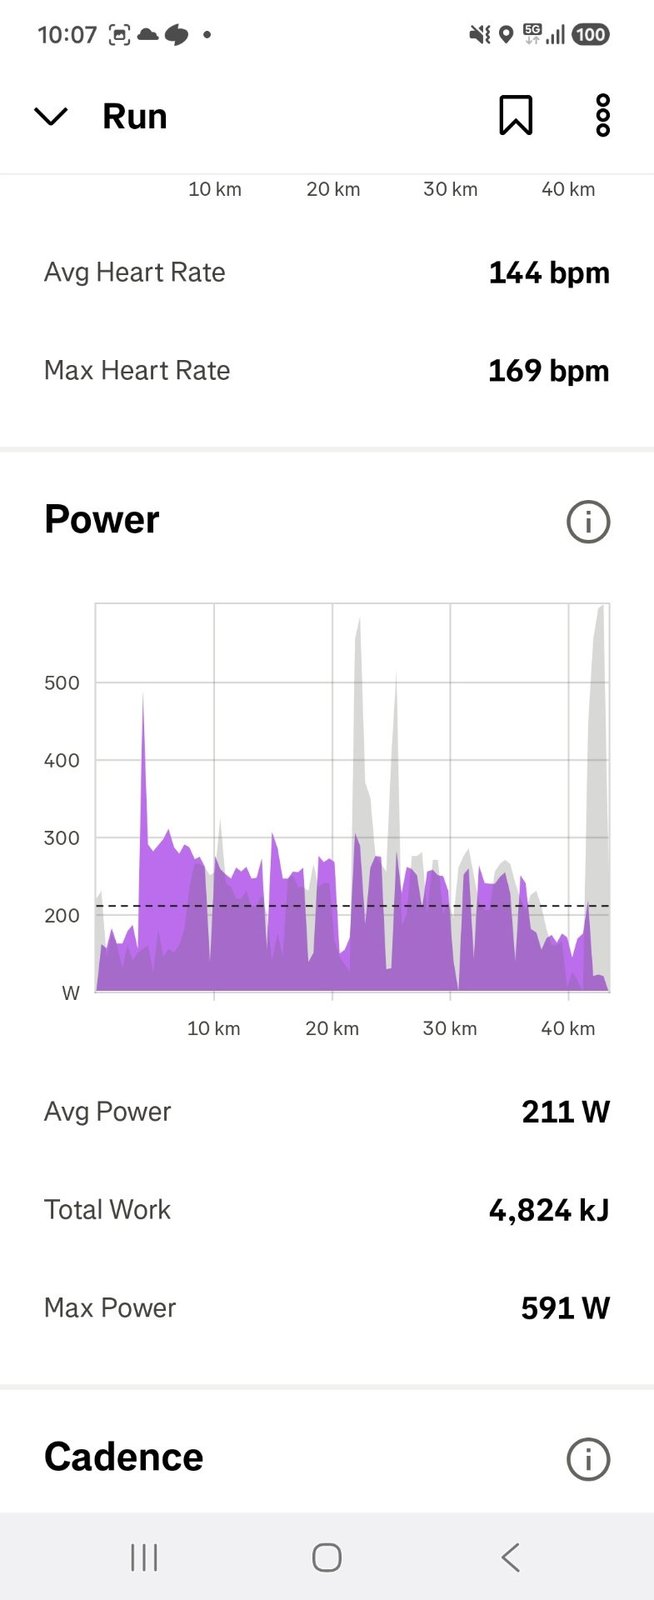 10:07 5G 100
Run
10 km 20 km 30 km 40 km
Avg Heart Rate 144 bpm
Max Heart Rate 169 bpm
Power i
500
400
300
200
W
10 km 20 km 30 km 40 km
Avg Power 211 W
Total Work 4,824 kJ
Max Power 591 W
Cadence i